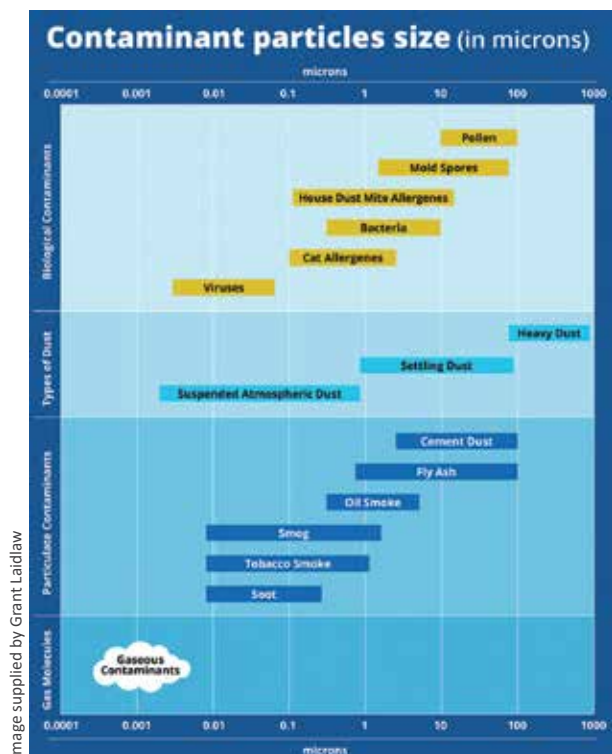 Contaminant particles size (in microns)
microns
0.0001 0.001 0.01 0.1 1 10 100 1000
Biological Contaminants
Pollen
Mold Spores
House Dust Mite Allergenes
Bacteria
Cat Allergenes
Viruses
Types of Dust
Heavy Dust
Settling Dust
Suspended Atmospheric Dust
Particulate Contaminants
Cement Dust
Fly Ash
Oil Smoke
Smog
Tobacco Smoke
Soot
Gas Molecules
Gaseous
Contaminants
0.0001 0.001 0.01 0.1 1 10 100 1000
microns
mage supplied by Grant Laidlaw